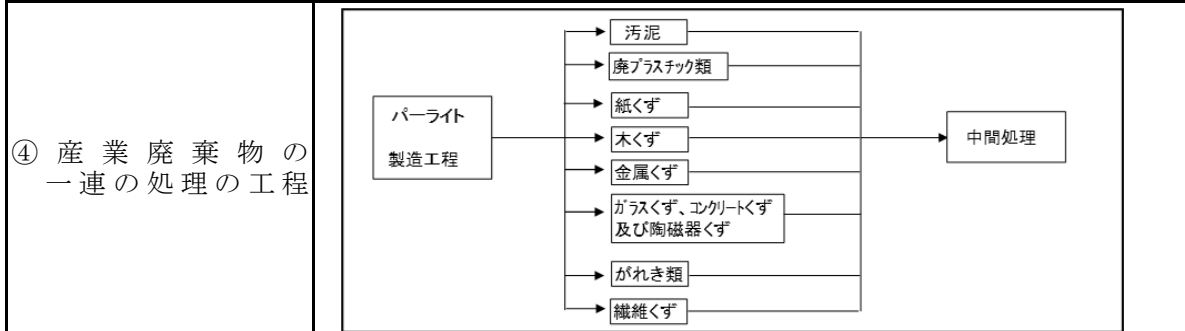 ④産業廃棄物の
一連の処理の工程
パーライト
製造工程
汚泥
廃プラスチック類
紙くず
木くず
金属くず
ガラスくず、コンクリートくず
及び陶磁器くず
がれき類
繊維くず
中間処理